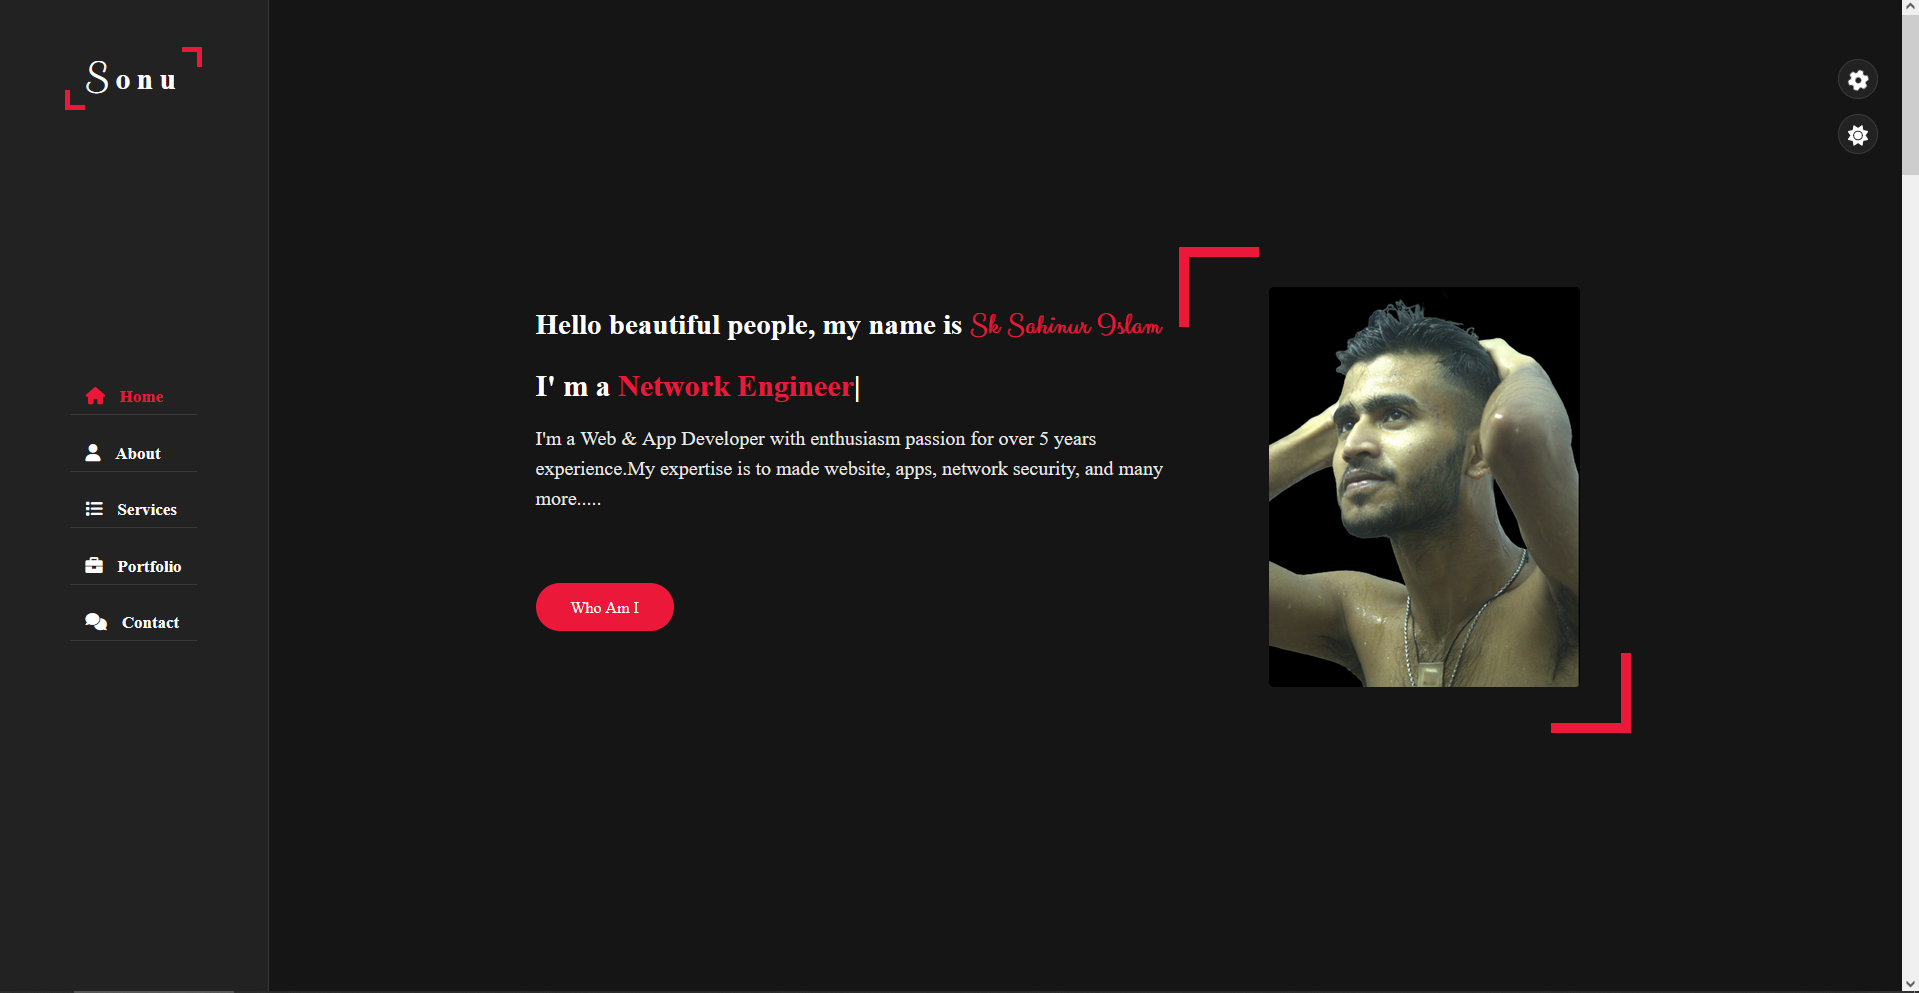 Sonu
Home
About
Services
Portfolio
Contact
Hello beautiful people, my name is Sk Sahinur Islam
I' m a Network Engineer|
I'm a Web & App Developer with enthusiasm passion for over 5 years
experience.My expertise is to made website, apps, network security, and many
more.....
Who Am I